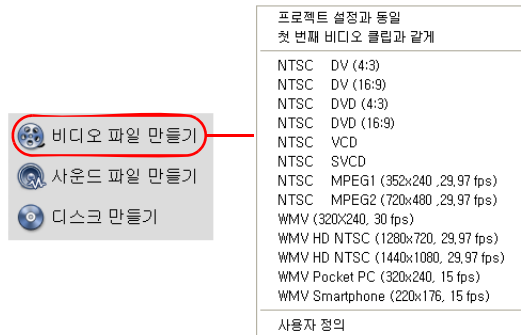 비디오 파일 만들기
사운드 파일 만들기
디스크 만들기
프로젝트 설정과 동일
첫 번째 비디오 클립과 같게
NTSC DV (4:3)
NTSC DV (16:9)
NTSC DVD (4:3)
NTSC DVD (16:9)
NTSC VCD
NTSC SVCD
NTSC MPEG1 (352x240 ,29,97 fps)
NTSC MPEG2 (720x480 ,29,97 fps)
WMV (320X240, 30 fps)
WMV HD NTSC (1280x720, 29,97 fps)
WMV HD NTSC (1440x1080, 29,97 fps)
WMV Pocket PC (320x240, 15 fps)
WMV Smartphone (220x176, 15 fps)
사용자 정의